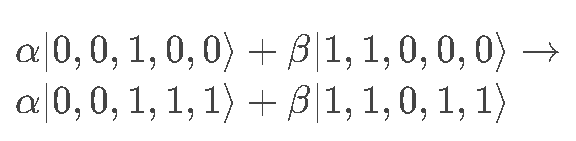 α|0, 0, 1, 0, 0⟩ + β|1, 1, 0, 0, 0⟩ →
α|0, 0, 1, 1, 1⟩ + β|1, 1, 0, 1, 1⟩